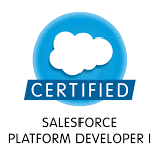 CERTIFIED
SALESFORCE
PLATFORM DEVELOPER I